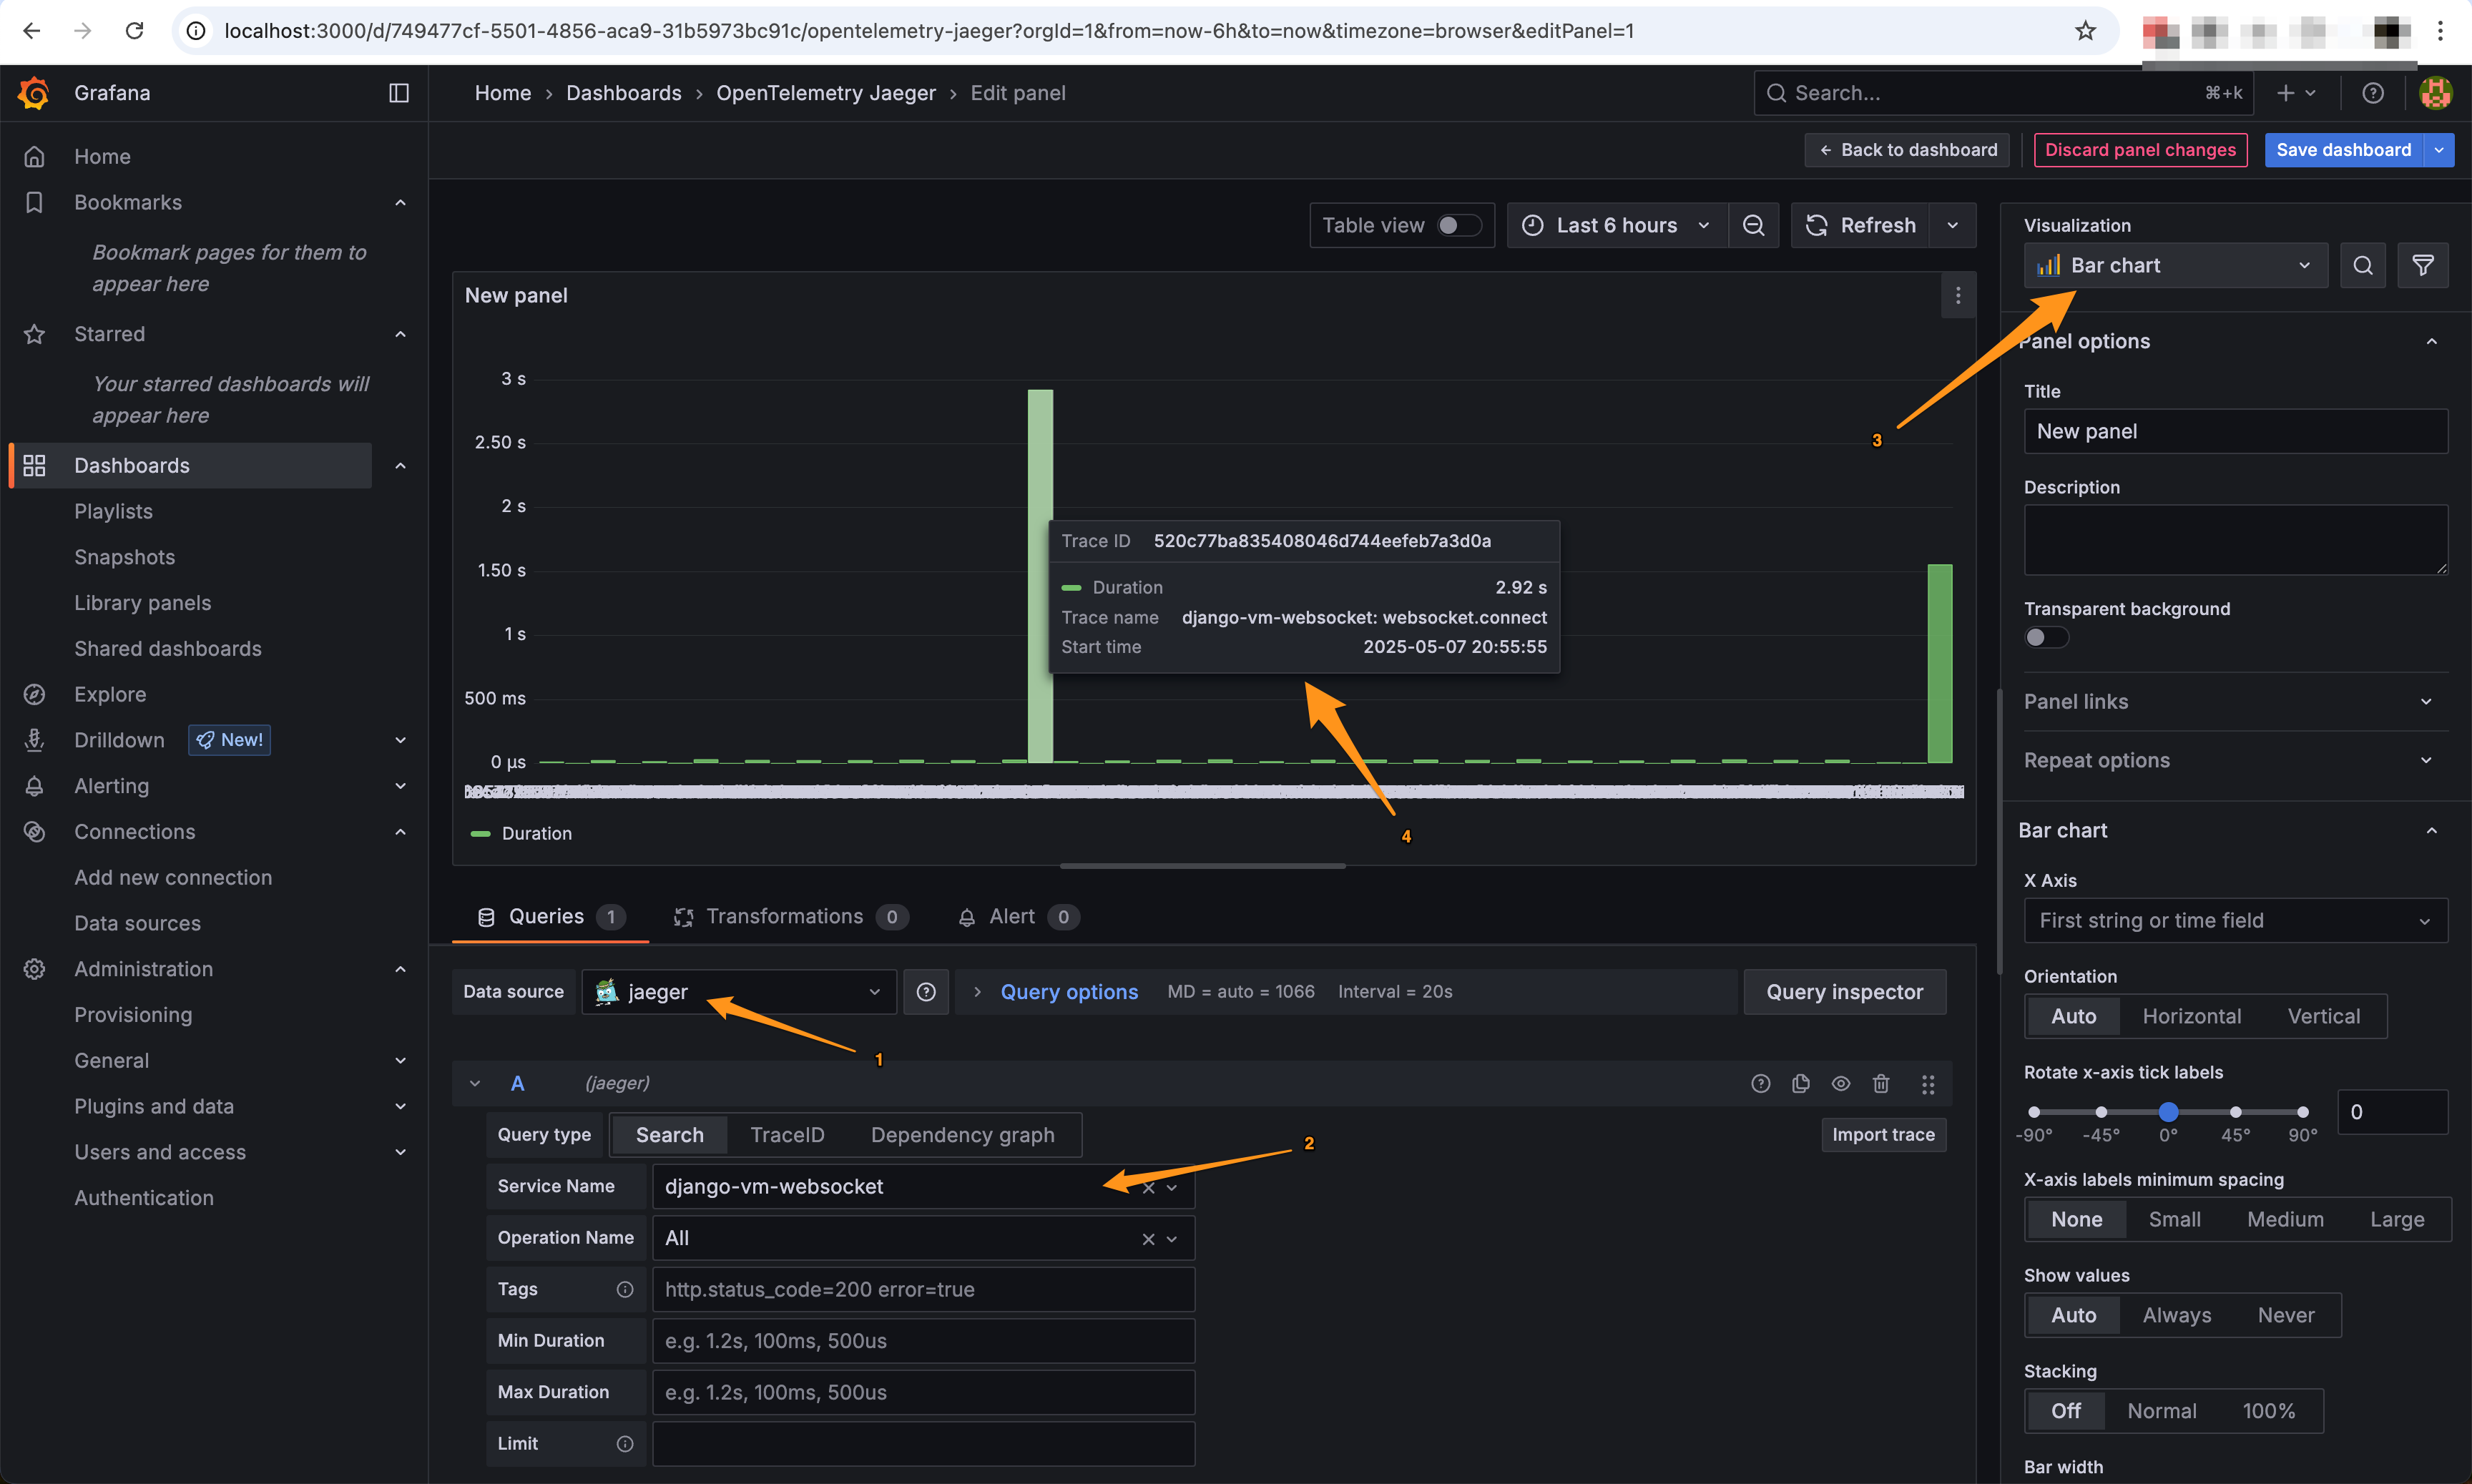 localhost:3000/d/749477cf-5501-4856-aca9-31b5973bc91c/opentelemetry-jaeger?orgId=1&from=now-6h&to=now&timezone=browser&editPanel=1
Grafana
Home › Dashboards › OpenTelemetry Jaeger › Edit panel
Search...
⌘+k
Back to dashboard
Discard panel changes
Save dashboard
Home
Bookmarks
Bookmark pages for them to
appear here
Starred
Your starred dashboards will
appear here
Dashboards
Playlists
Snapshots
Library panels
Shared dashboards
Explore
Drilldown
New!
Alerting
Connections
Add new connection
Data sources
Administration
Provisioning
General
Plugins and data
Users and access
Authentication
Table view
Last 6 hours
Refresh
New panel
3 s
2.50 s
2 s
1.50 s
1 s
500 ms
0 µs
Trace ID 520c77ba835408046d744eefeb7a3d0a
Duration 2.92 s
Trace name django-vm-websocket: websocket.connect
Start time 2025-05-07 20:55:55
Duration
3
4
Queries 1
Transformations 0
Alert 0
Data source
jaeger
Query options
MD = auto = 1066
Interval = 20s
Query inspector
1
A (jaeger)
Query type
Search
TraceID
Dependency graph
Import trace
2
Service Name
django-vm-websocket
Operation Name
All
Tags
http.status_code=200 error=true
Min Duration
e.g. 1.2s, 100ms, 500us
Max Duration
e.g. 1.2s, 100ms, 500us
Limit
Visualization
Bar chart
Panel options
Title
New panel
Description
Transparent background
Panel links
Repeat options
Bar chart
X Axis
First string or time field
Orientation
Auto Horizontal Vertical
Rotate x-axis tick labels
0
-90° -45° 0° 45° 90°
X-axis labels minimum spacing
None Small Medium Large
Show values
Auto Always Never
Stacking
Off Normal 100%
Bar width